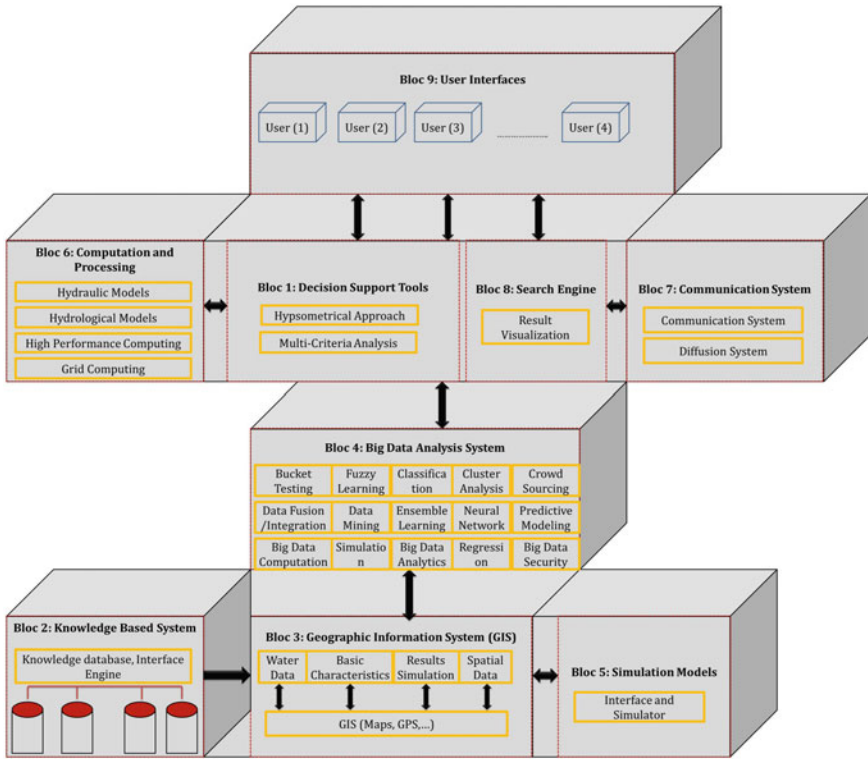 Bloc 9: User Interfaces
User (1)
User (2)
User (3)
....................
User (4)
Bloc 6: Computation and
Processing
Hydraulic Models
Hydrological Models
High Performance Computing
Grid Computing
Bloc 1: Decision Support Tools
Hypsometrical Approach
Multi-Criteria Analysis
Bloc 8: Search Engine
Result
Visualization
Bloc 7: Communication System
Communication System
Diffusion System
Bloc 4: Big Data Analysis System
Bucket
Testing
Fuzzy
Learning
Classifica
tion
Cluster
Analysis
Crowd
Sourcing
Data Fusion
/Integration
Data
Mining
Ensemble
Learning
Neural
Network
Predictive
Modeling
Big Data
Computation
Simulatio
n
Big Data
Analytics
Regressi
on
Big Data
Security
Bloc 2: Knowledge Based System
Knowledge database, Interface
Engine
Bloc 3: Geographic Information System (GIS)
Water
Data
Basic
Characteristics
Results
Simulation
Spatial
Data
GIS (Maps, GPS,...)
Bloc 5: Simulation Models
Interface and
Simulator